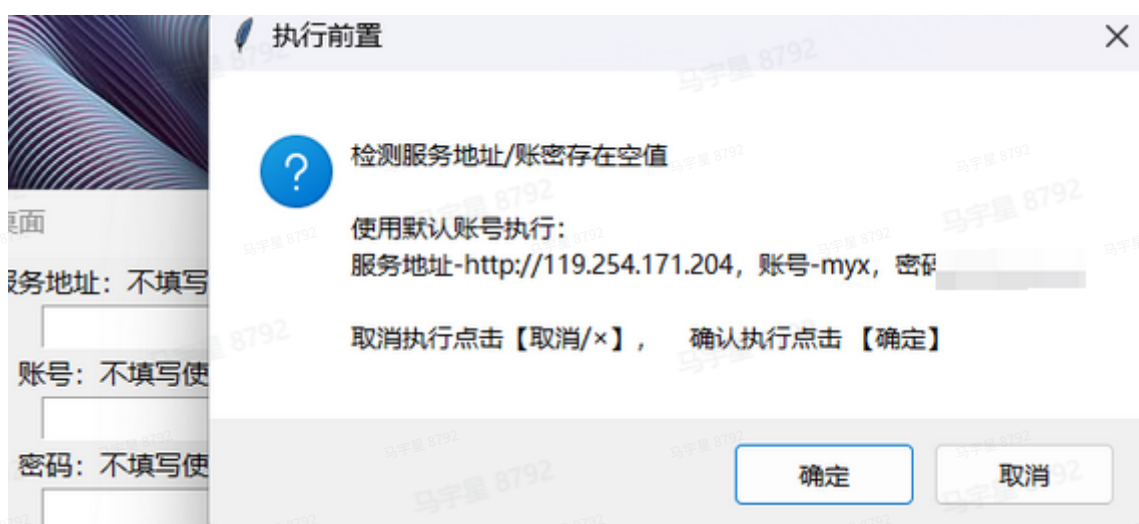 执行前置
检测服务地址/账密存在空值
使用默认账号执行:
服务地址-http://119.254.171.204，账号-myx，密码
取消执行点击【取消/×】， 确认执行点击 【确定】
确定
取消
桌面
服务地址：不填写
账号：不填写使
密码：不填写使
马宇星 8792